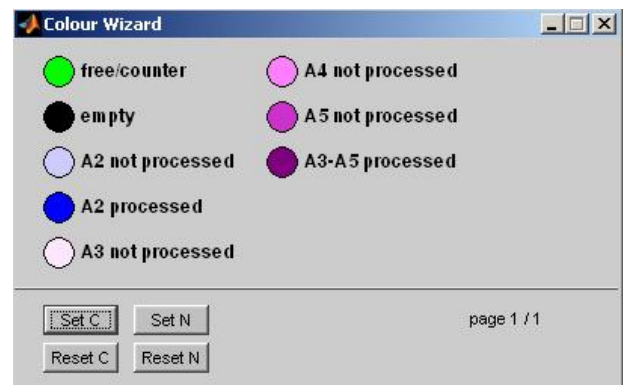 Colour Wizard
free/counter
empty
A2 not processed
A2 processed
A3 not processed
A4 not processed
A5 not processed
A3-A5 processed
Set C
Set N
page 1 / 1
Reset C
Reset N